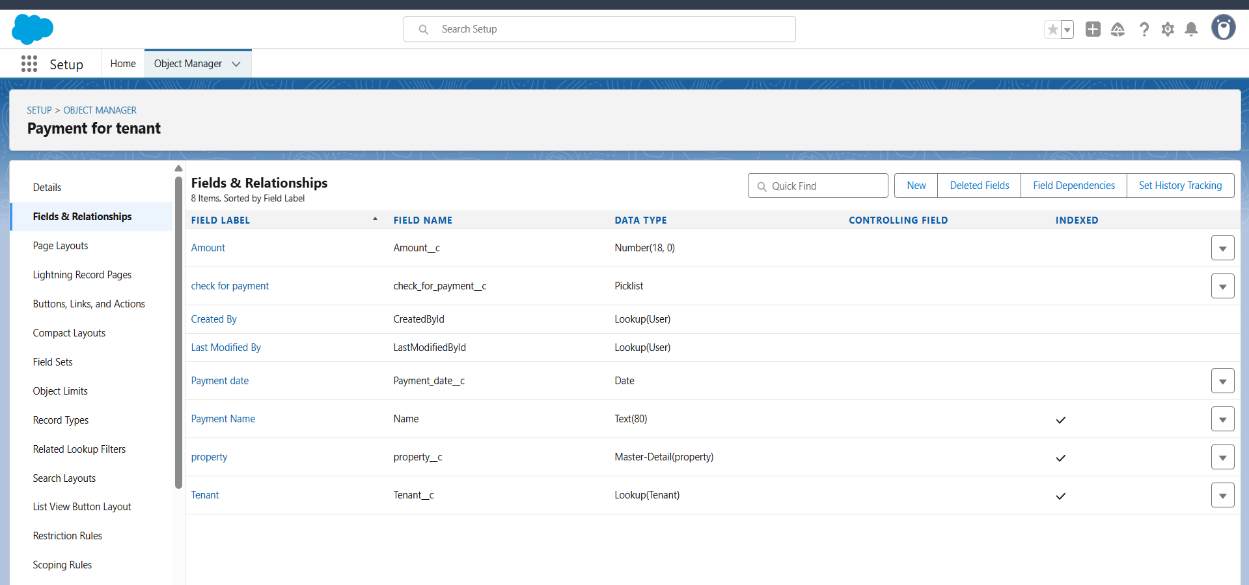 Search Setup
Setup
Home
Object Manager
SETUP > OBJECT MANAGER
Payment for tenant
Details
Fields & Relationships
Page Layouts
Lightning Record Pages
Buttons, Links, and Actions
Compact Layouts
Field Sets
Object Limits
Record Types
Related Lookup Filters
Search Layouts
List View Button Layout
Restriction Rules
Scoping Rules
Fields & Relationships
8 Items, Sorted by Field Label
Quick Find
New
Deleted Fields
Field Dependencies
Set History Tracking
FIELD LABEL FIELD NAME DATA TYPE CONTROLLING FIELD INDEXED
Amount Amount__c Number(18, 0)
check for payment check_for_payment__c Picklist
Created By CreatedById Lookup(User)
Last Modified By LastModifiedById Lookup(User)
Payment date Payment_date__c Date
Payment Name Name Text(80)
property property__c Master-Detail(property)
Tenant Tenant__c Lookup(Tenant)